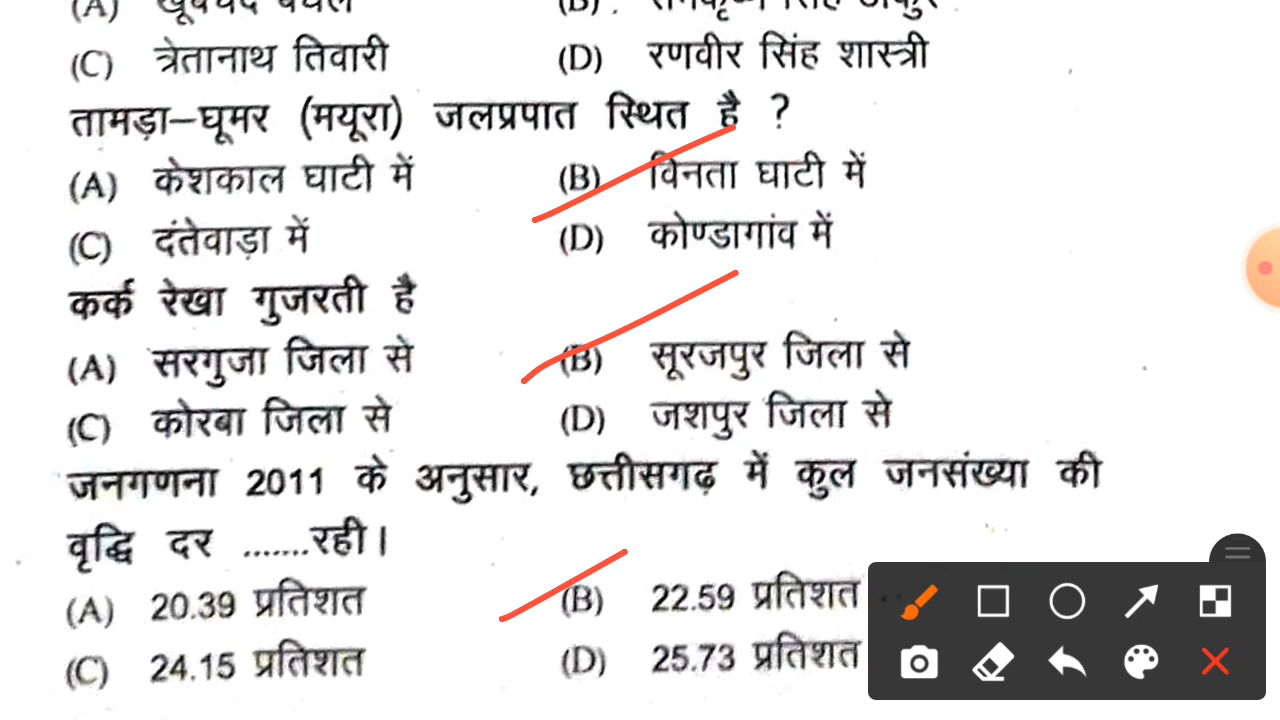 (C) त्रेतानाथ तिवारी (D) रणवीर सिंह शास्त्री
तामड़ा–घूमर (मयूरा) जलप्रपात स्थित है ?
(A) केशकाल घाटी में (B) विनता घाटी में
(C) दंतेवाड़ा में (D) कोण्डागांव में
कर्क रेखा गुजरती है
(A) सरगुजा जिला से (B) सूरजपुर जिला से
(C) कोरबा जिला से (D) जशपुर जिला से
जनगणना 2011 के अनुसार, छत्तीसगढ़ में कुल जनसंख्या की
वृद्धि दर .......रही।
(A) 20.39 प्रतिशत (B) 22.59 प्रतिशत
(C) 24.15 प्रतिशत (D) 25.73 प्रतिशत